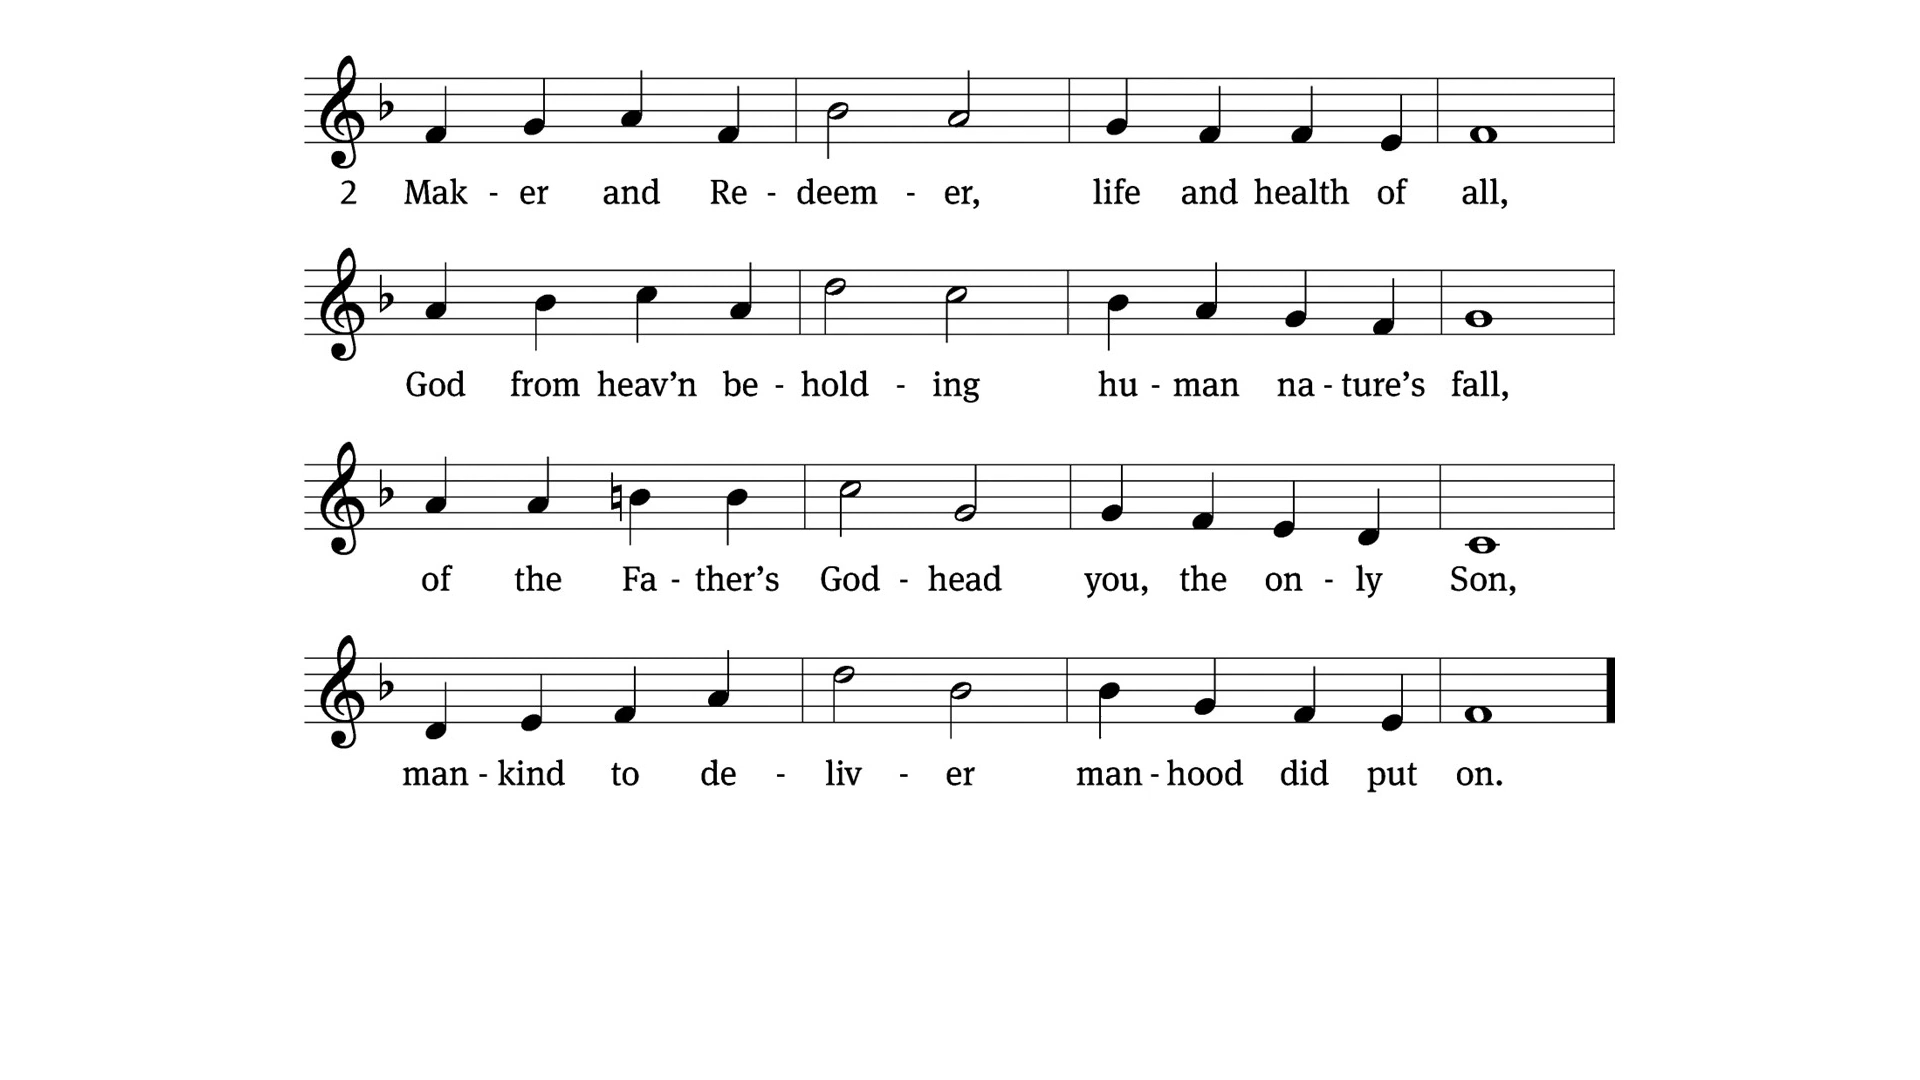 2 Mak - er and Re - deem - er, life and health of all,
God from heav’n be - hold - ing hu - man na - ture’s fall,
of the Fa - ther’s God - head you, the on - ly Son,
man - kind to de - liv - er man - hood did put on.